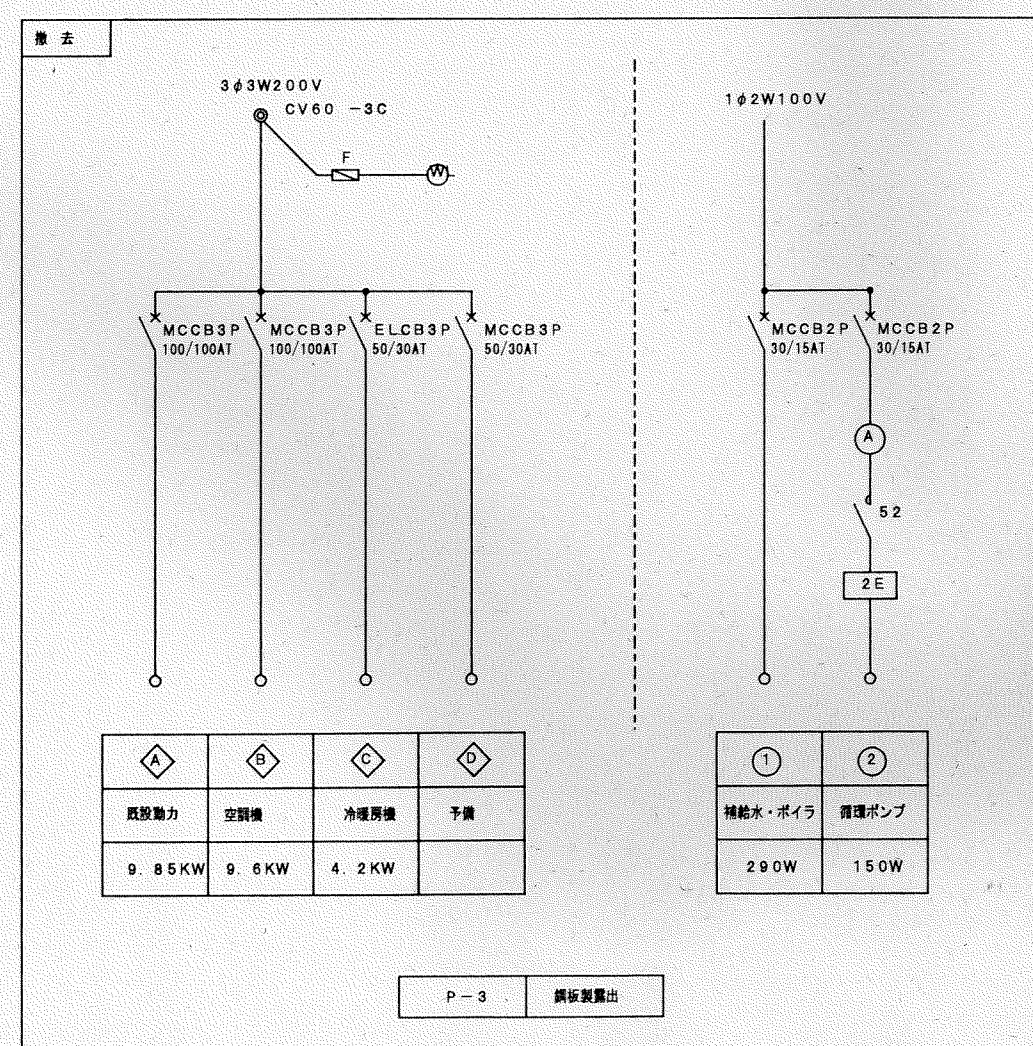 撤去
3φ3W200V
CV60 -3C
F
W
1φ2W100V
MCCB3P
100/100AT
MCCB3P
100/100AT
ELCB3P
50/30AT
MCCB3P
50/30AT
MCCB2P
30/15AT
MCCB2P
30/15AT
A
52
2E
A B C D
既設動力 空調機 冷暖房機 予備
9.85KW 9.6KW 4.2KW
1 2
補給水・ボイラ 循環ポンプ
290W 150W
P-3 鋼板製露出